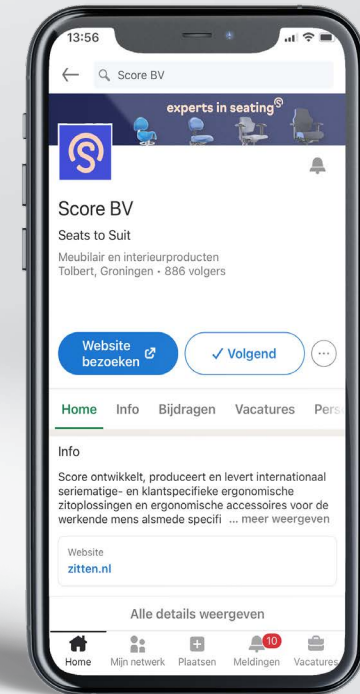 13:56
Score BV
experts in seating
Score BV
Seats to Suit
Meubilair en interieurproducten
Tolbert, Groningen • 886 volgers
Website
bezoeken
✓ Volgend
Home Info Bijdragen Vacatures Pers
Info
Score ontwikkelt, produceert en levert internationaal
seriematige- en klantspecifieke ergonomische
zitoplossingen en ergonomische accessoires voor de
werkende mens alsmede specifi ... meer weergeven
Website
zitten.nl
Alle details weergeven
10
Home Mijn netwerk Plaatsen Meldingen Vacatures